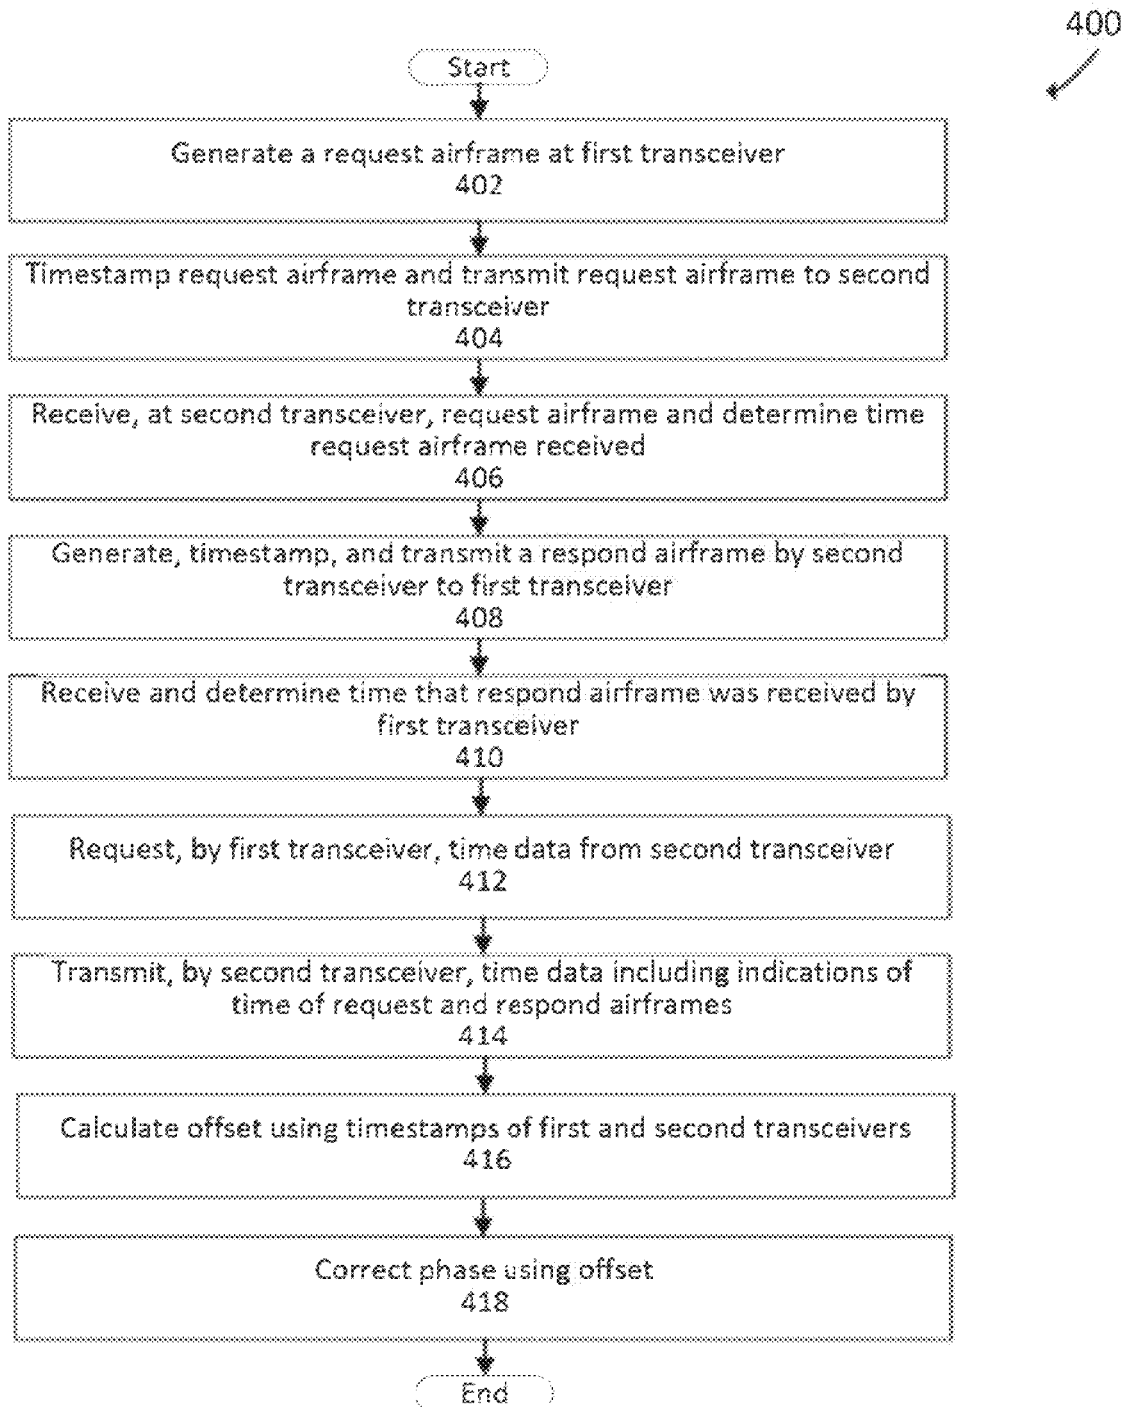 400
Start
Generate a request airframe at first transceiver
402
Timestamp request airframe and transmit request airframe to second
transceiver
404
Receive, at second transceiver, request airframe and determine time
request airframe received
406
Generate, timestamp, and transmit a respond airframe by second
transceiver to first transceiver
408
Receive and determine time that respond airframe was received by
first transceiver
410
Request, by first transceiver, time data from second transceiver
412
Transmit, by second transceiver, time data including indications of
time of request and respond airframes
414
Calculate offset using timestamps of first and second transceivers
416
Correct phase using offset
418
End